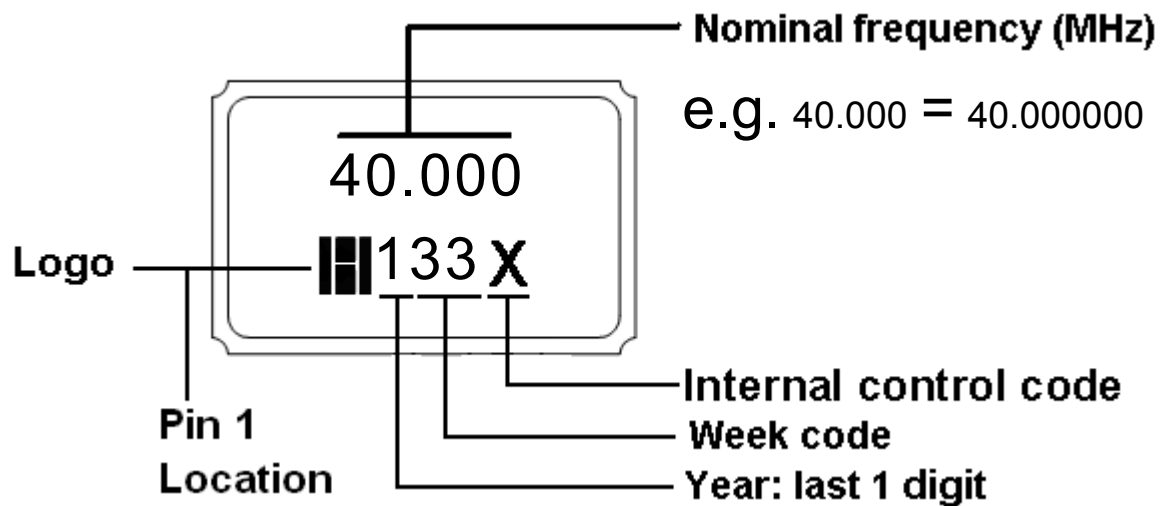 Nominal frequency (MHz)
e.g. 40.000 = 40.000000
40.000
Logo
133 X
Internal control code
Pin 1
Location
Week code
Year: last 1 digit